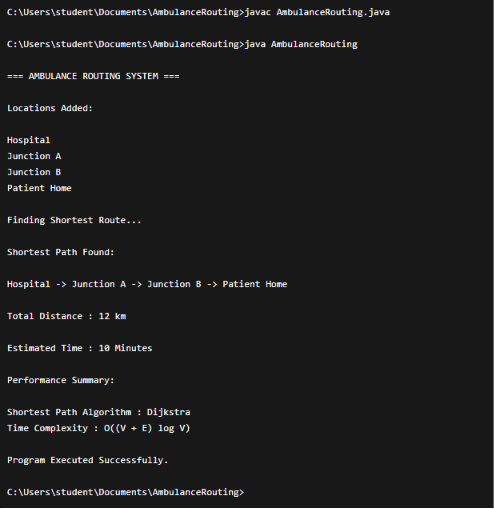 C:\Users\student\Documents\AmbulanceRouting>javac AmbulanceRouting.java
C:\Users\student\Documents\AmbulanceRouting>java AmbulanceRouting
=== AMBULANCE ROUTING SYSTEM ===
Locations Added:
Hospital
Junction A
Junction B
Patient Home
Finding Shortest Route...
Shortest Path Found:
Hospital -> Junction A -> Junction B -> Patient Home
Total Distance : 12 km
Estimated Time : 10 Minutes
Performance Summary:
Shortest Path Algorithm : Dijkstra
Time Complexity : O((V + E) log V)
Program Executed Successfully.
C:\Users\student\Documents\AmbulanceRouting>